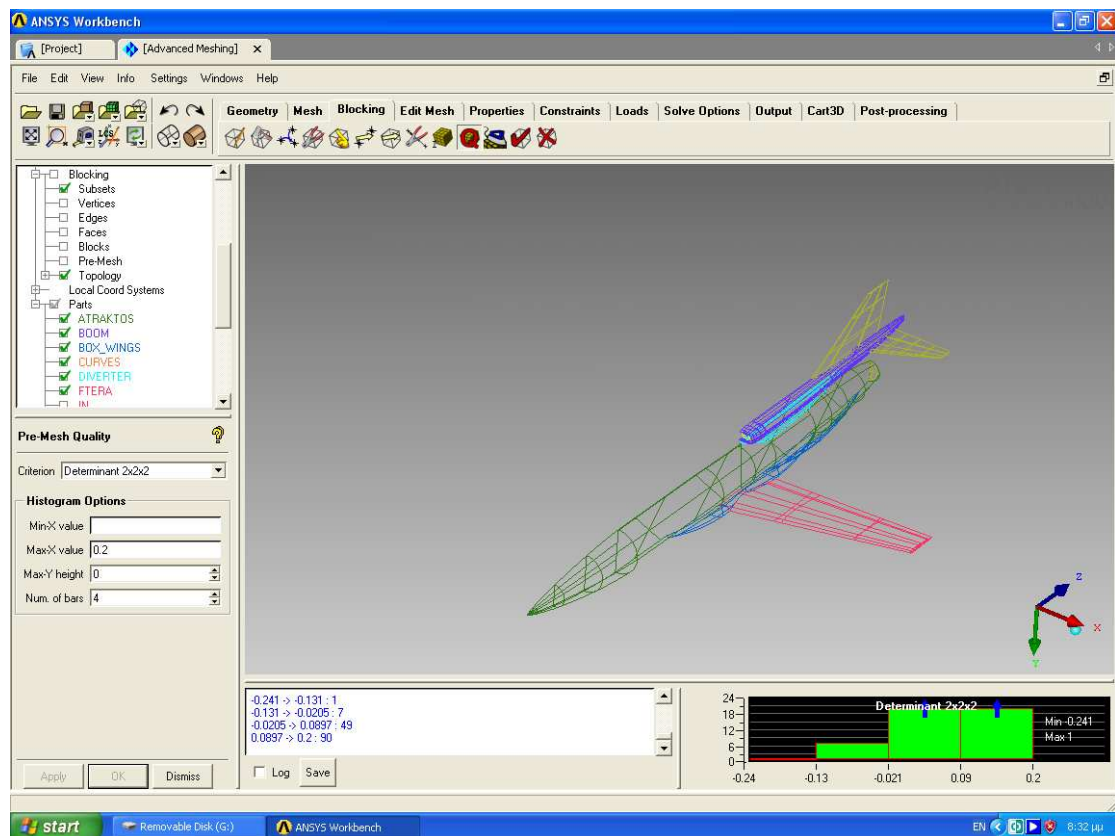 ANSYS Workbench
[Project] [Advanced Meshing]
File Edit View Info Settings Windows Help
Geometry Mesh Blocking Edit Mesh Properties Constraints Loads Solve Options Output Cart3D Post-processing
LCS
Blocking
Subsets
Vertices
Edges
Faces
Blocks
Pre-Mesh
Topology
Local Coord Systems
Parts
ATRAKTOS
BOOM
BOX_WINGS
CURVES
DIVERTER
FTERA
IN
Pre-Mesh Quality
Criterion Determinant 2x2x2
Histogram Options
Min-X value
Max-X value 0.2
Max-Y height 0
Num. of bars 4
Apply OK Dismiss
Z
X
Y
-0.241 -> -0.131 : 1
-0.131 -> -0.0205 : 7
-0.0205 -> 0.0897 : 49
0.0897 -> 0.2 : 90
Log Save
Determinant 2x2x2
24
18
12
6
0
Min -0.241
Max 1
-0.24 -0.13 -0.021 0.09 0.2
start Removable Disk (G:) ANSYS Workbench EN 8:32 μμ